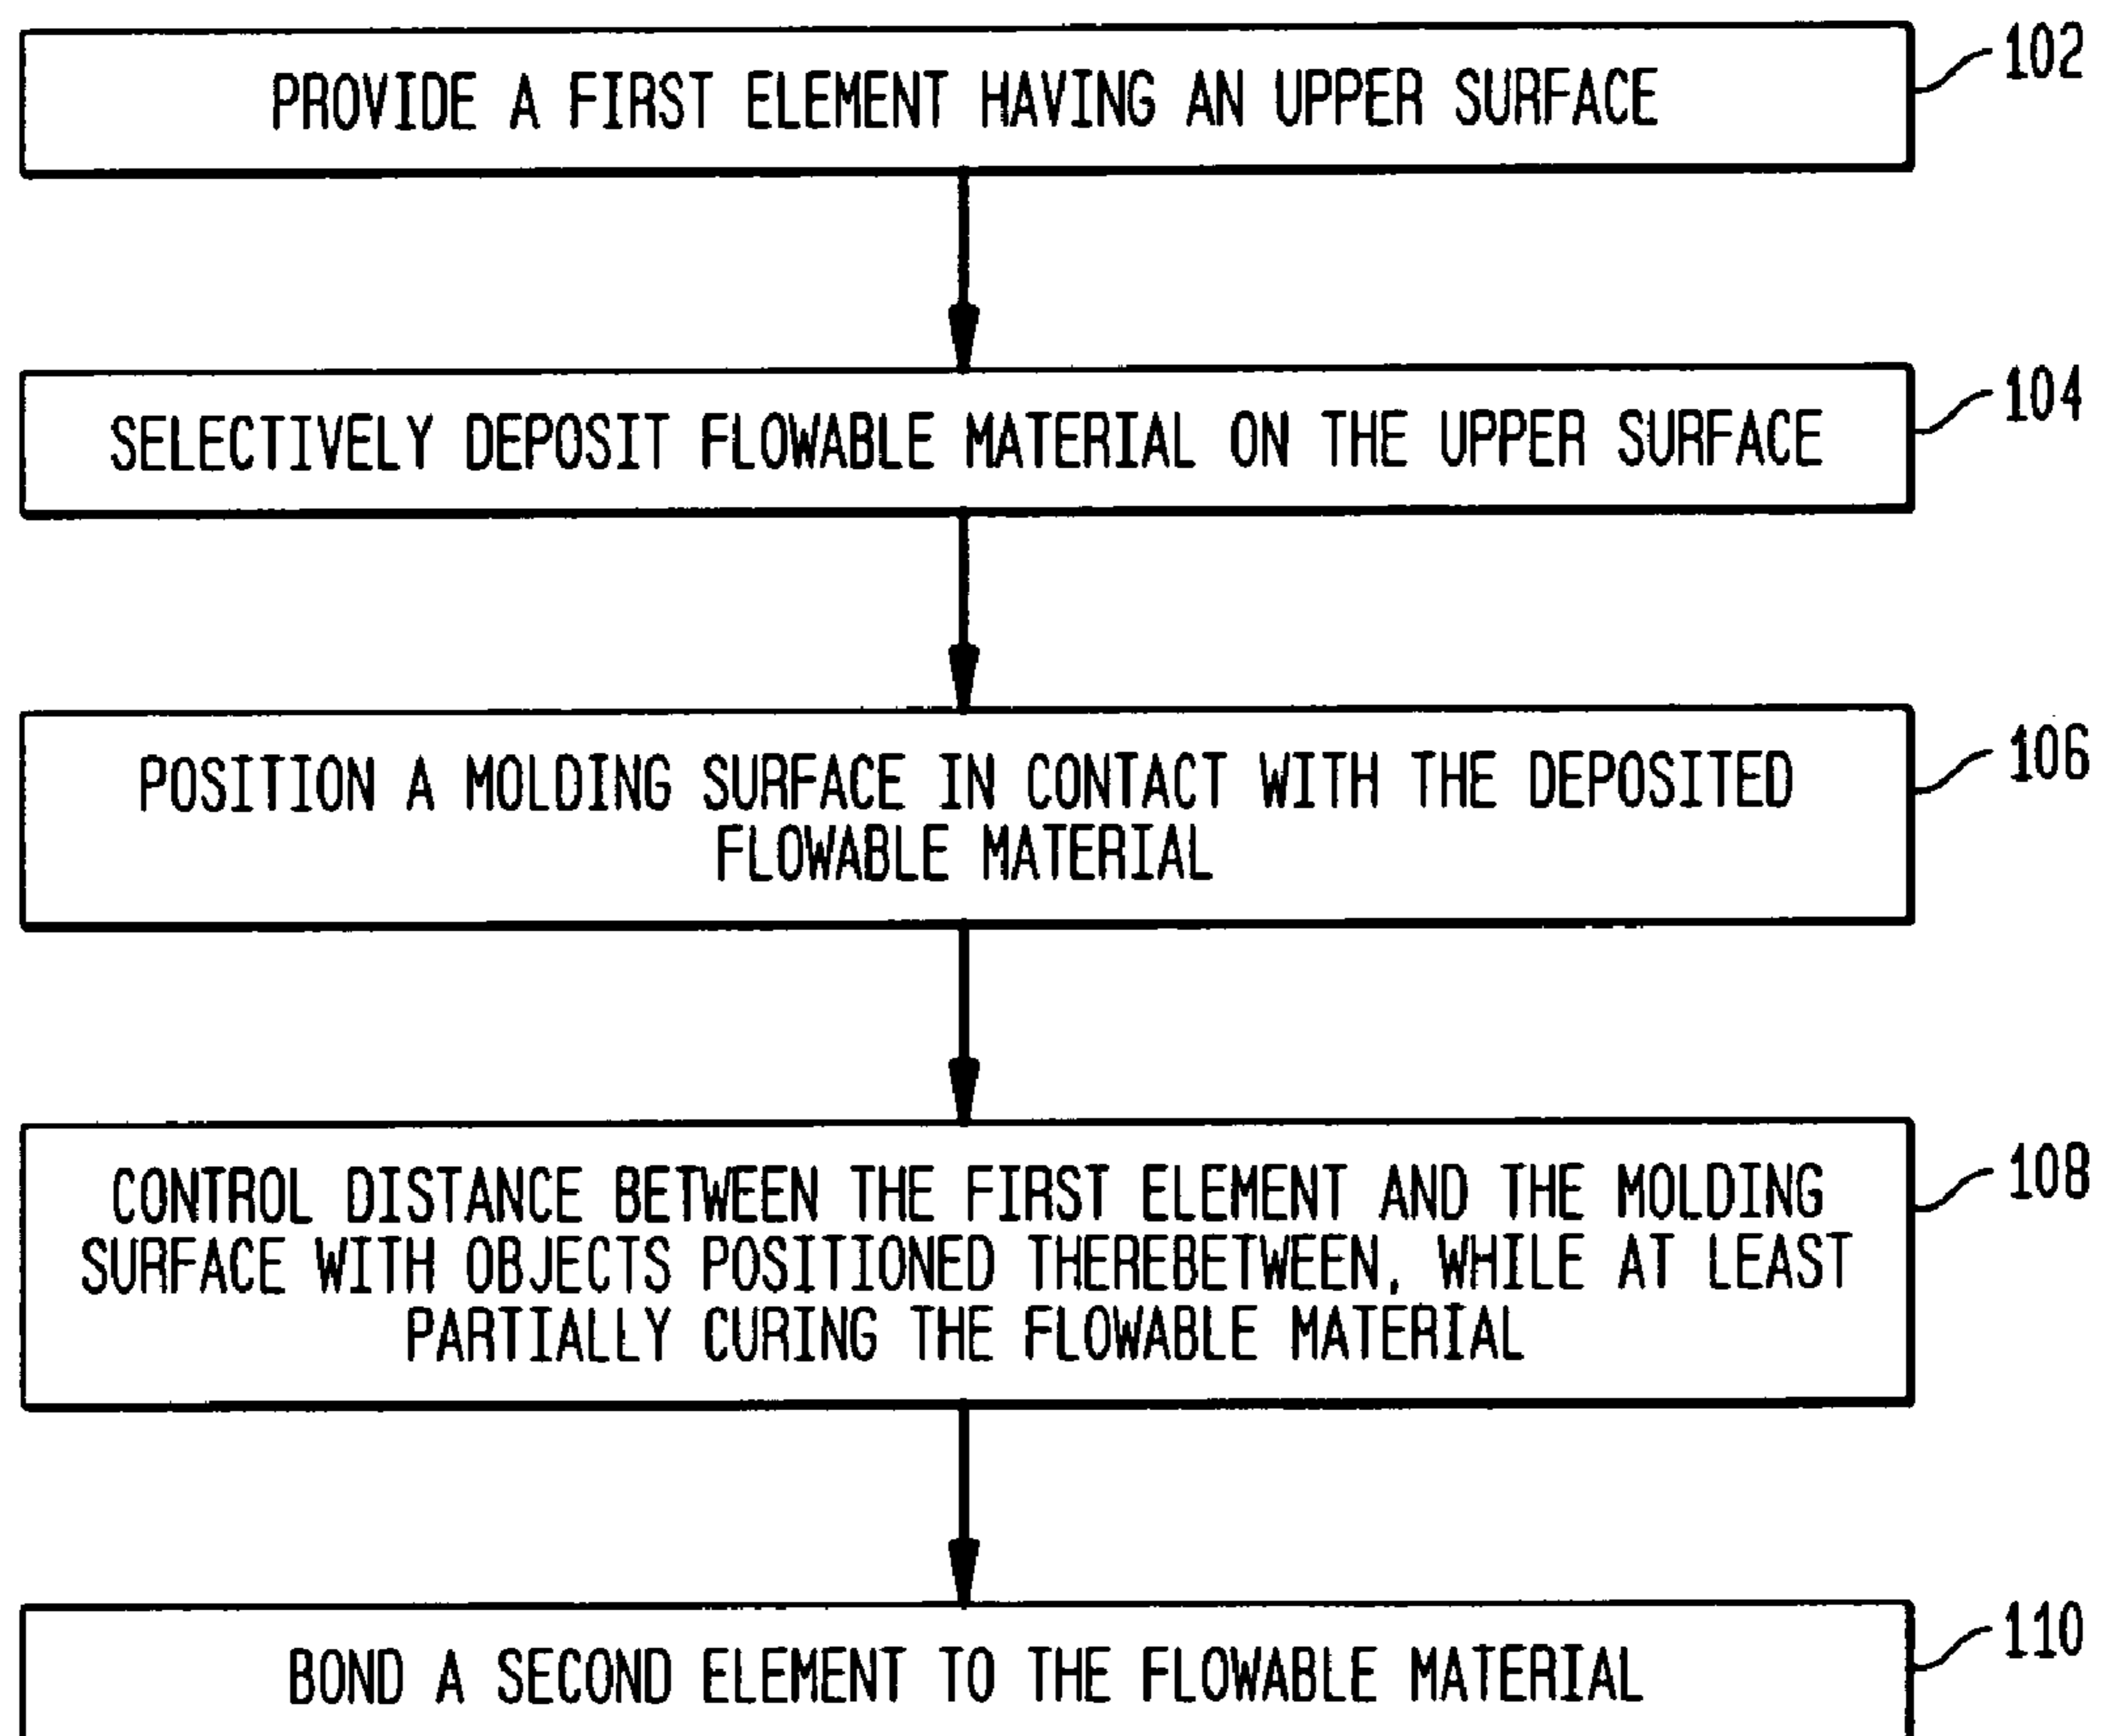 PROVIDE A FIRST ELEMENT HAVING AN UPPER SURFACE
102
SELECTIVELY DEPOSIT FLOWABLE MATERIAL ON THE UPPER SURFACE
104
POSITION A MOLDING SURFACE IN CONTACT WITH THE DEPOSITED
FLOWABLE MATERIAL
106
CONTROL DISTANCE BETWEEN THE FIRST ELEMENT AND THE MOLDING
SURFACE WITH OBJECTS POSITIONED THEREBETWEEN, WHILE AT LEAST
PARTIALLY CURING THE FLOWABLE MATERIAL
108
BOND A SECOND ELEMENT TO THE FLOWABLE MATERIAL
110